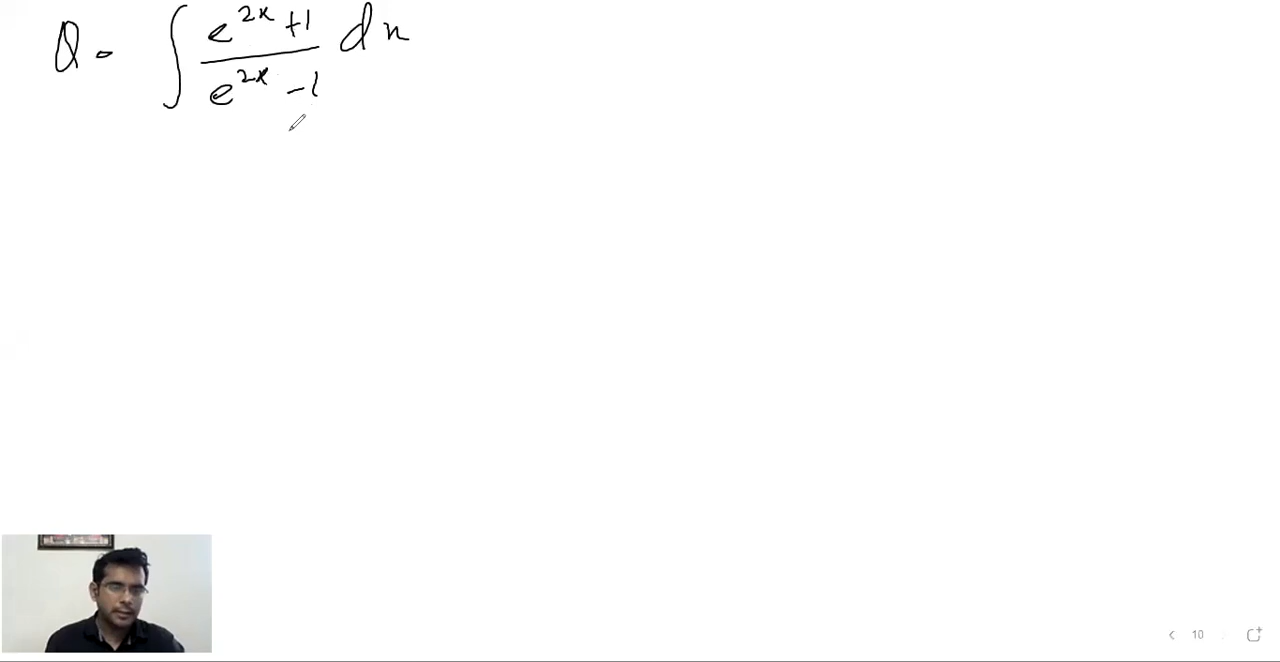 Q- ∫ (e^{2x} + 1)/(e^{2x} - 1) dx
< 10